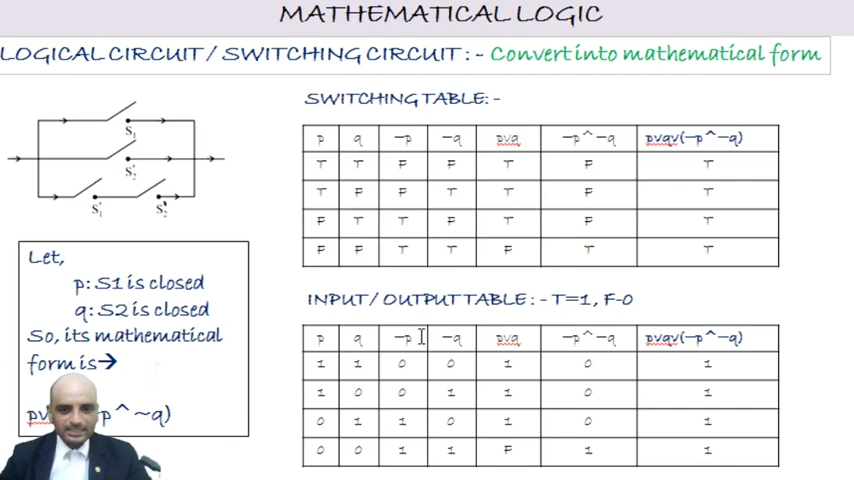 MATHEMATICAL LOGIC
LOGICAL CIRCUIT / SWITCHING CIRCUIT : - Convert into mathematical form
SWITCHING TABLE: -
p q ¬p ¬q pvq ¬p^¬q pvqv(¬p^¬q)
T T F F T F T
T F F T T F T
F T T F T F T
F F T T F T T
S₁
S₂'
S₁' S₂'
Let,
p: S1 is closed
q: S2 is closed
So, its mathematical
form is→
p^~q)
INPUT / OUTPUT TABLE : - T=1, F-0
p q ¬p ¬q pvq ¬p^¬q pvqv(¬p^¬q)
1 1 0 0 1 0 1
1 0 0 1 1 0 1
0 1 1 0 1 0 1
0 0 1 1 F 1 1